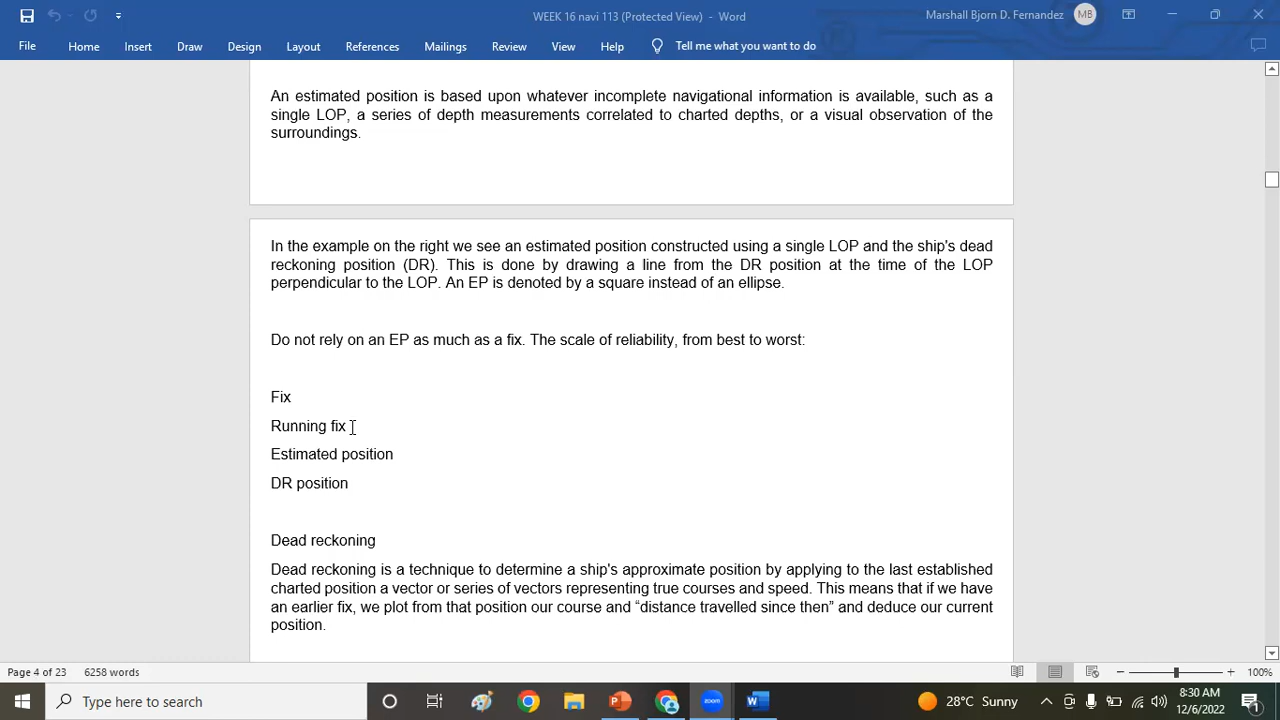 WEEK 16 navi 113 (Protected View) - Word
Marshall Bjorn D. Fernandez
MB
File Home Insert Draw Design Layout References Mailings Review View Help Tell me what you want to do
An estimated position is based upon whatever incomplete navigational information is available, such as a
single LOP, a series of depth measurements correlated to charted depths, or a visual observation of the
surroundings.
In the example on the right we see an estimated position constructed using a single LOP and the ship's dead
reckoning position (DR). This is done by drawing a line from the DR position at the time of the LOP
perpendicular to the LOP. An EP is denoted by a square instead of an ellipse.
Do not rely on an EP as much as a fix. The scale of reliability, from best to worst:
Fix
Running fix
Estimated position
DR position
Dead reckoning
Dead reckoning is a technique to determine a ship's approximate position by applying to the last established
charted position a vector or series of vectors representing true courses and speed. This means that if we have
an earlier fix, we plot from that position our course and “distance travelled since then” and deduce our current
position.
Page 4 of 23 6258 words
100%
Type here to search
zoom
28°C Sunny
8:30 AM
12/6/2022
1